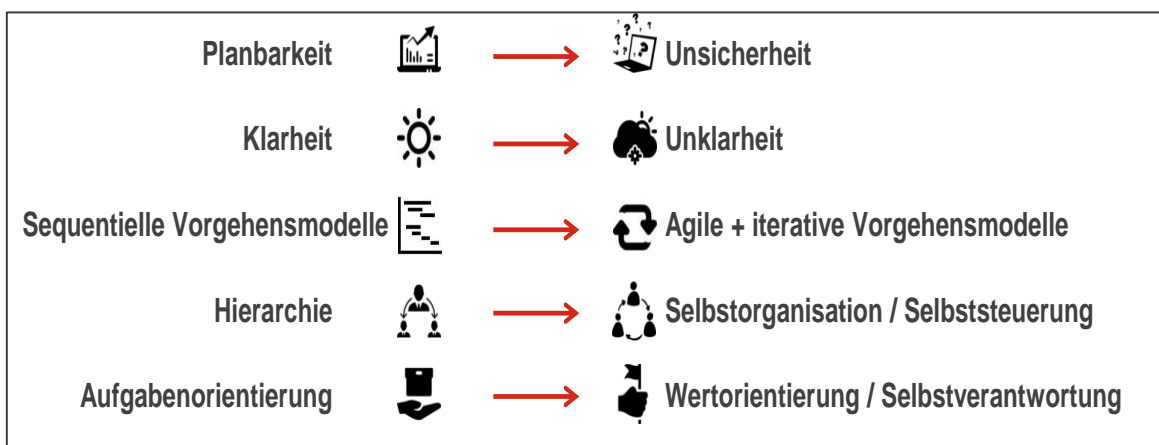 Planbarkeit Unsicherheit
Klarheit Unklarheit
Sequentielle Vorgehensmodelle Agile + iterative Vorgehensmodelle
Hierarchie Selbstorganisation / Selbststeuerung
Aufgabenorientierung Wertorientierung / Selbstverantwortung